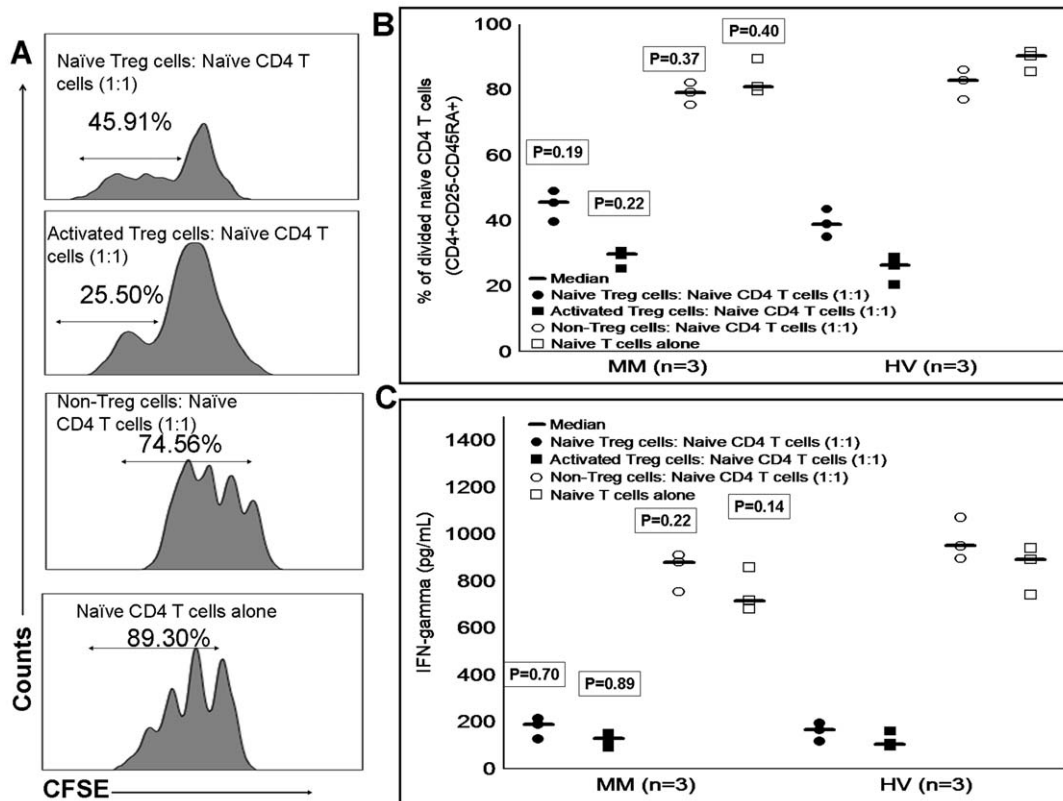 A
Naïve Treg cells: Naïve CD4 T
cells (1:1)
45.91%
Activated Treg cells: Naïve CD4 T
cells (1:1)
25.50%
Non-Treg cells: Naïve
CD4 T cells (1:1)
74.56%
Naïve CD4 T cells alone
89.30%
Counts
CFSE
B
% of divided naive CD4 T cells
(CD4+CD25-CD45RA+)
100
80
60
40
20
0
P=0.19
P=0.22
P=0.37
P=0.40
Median
Naive Treg cells: Naive CD4 T cells (1:1)
Activated Treg cells: Naive CD4 T cells (1:1)
Non-Treg cells: Naive CD4 T cells (1:1)
Naive T cells alone
MM (n=3)
HV (n=3)
C
IFN-gamma (pg/mL)
1400
1200
1000
800
600
400
200
0
Median
Naive Treg cells: Naive CD4 T cells (1:1)
Activated Treg cells: Naive CD4 T cells (1:1)
Non-Treg cells: Naive CD4 T cells (1:1)
Naive T cells alone
P=0.70
P=0.89
P=0.22
P=0.14
MM (n=3)
HV (n=3)